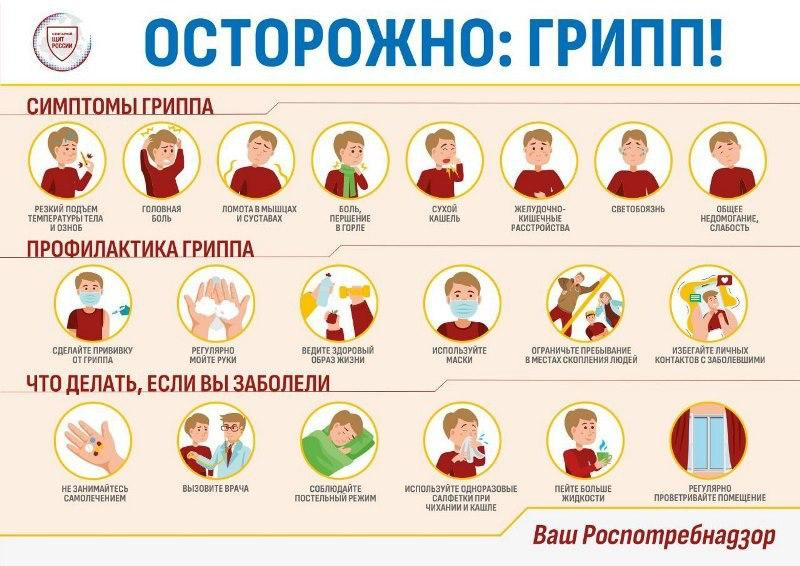 САНИТАРНЫЙ
ЩИТ
РОССИИ
ОСТОРОЖНО: ГРИПП!
СИМПТОМЫ ГРИППА
РЕЗКИЙ ПОДЪЕМ
ТЕМПЕРАТУРЫ ТЕЛА
И ОЗНОБ
ГОЛОВНАЯ
БОЛЬ
ЛОМОТА В МЫШЦАХ
И СУСТАВАХ
БОЛЬ,
ПЕРШЕНИЕ
В ГОРЛЕ
СУХОЙ
КАШЕЛЬ
ЖЕЛУДОЧНО-
КИШЕЧНЫЕ
РАССТРОЙСТВА
СВЕТОБОЯЗНЬ
ОБЩЕЕ
НЕДОМОГАНИЕ,
СЛАБОСТЬ
ПРОФИЛАКТИКА ГРИППА
СДЕЛАЙТЕ ПРИВИВКУ
ОТ ГРИППА
РЕГУЛЯРНО
МОЙТЕ РУКИ
ВЕДИТЕ ЗДОРОВЫЙ
ОБРАЗ ЖИЗНИ
ИСПОЛЬЗУЙТЕ
МАСКИ
ОГРАНИЧЬТЕ ПРЕБЫВАНИЕ
В МЕСТАХ СКОПЛЕНИЯ ЛЮДЕЙ
ИЗБЕГАЙТЕ ЛИЧНЫХ
КОНТАКТОВ С ЗАБОЛЕВШИМИ
ЧТО ДЕЛАТЬ, ЕСЛИ ВЫ ЗАБОЛЕЛИ
НЕ ЗАНИМАЙТЕСЬ
САМОЛЕЧЕНИЕМ
ВЫЗОВИТЕ ВРАЧА
СОБЛЮДАЙТЕ
ПОСТЕЛЬНЫЙ РЕЖИМ
ИСПОЛЬЗУЙТЕ ОДНОРАЗОВЫЕ
САЛФЕТКИ ПРИ
ЧИХАНИИ И КАШЛЕ
ПЕЙТЕ БОЛЬШЕ
ЖИДКОСТИ
РЕГУЛЯРНО
ПРОВЕТРИВАЙТЕ ПОМЕЩЕНИЕ
Ваш Роспотребнадзор